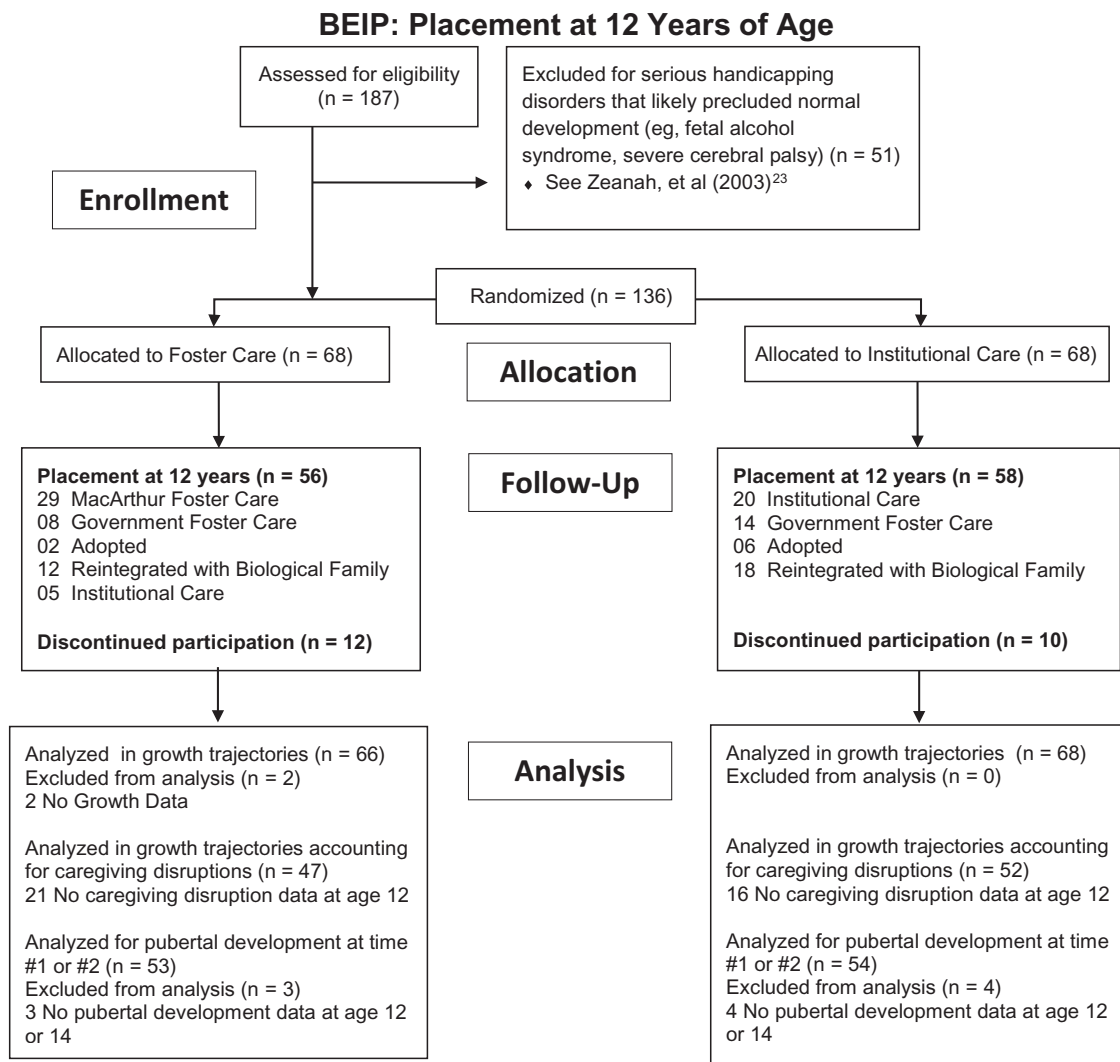 BEIP: Placement at 12 Years of Age
Assessed for eligibility
(n = 187)
Excluded for serious handicapping
disorders that likely precluded normal
development (eg, fetal alcohol
syndrome, severe cerebral palsy) (n = 51)
♦ See Zeanah, et al (2003)²³
Enrollment
Randomized (n = 136)
Allocated to Foster Care (n = 68)
Allocation
Allocated to Institutional Care (n = 68)
Placement at 12 years (n = 56)
29 MacArthur Foster Care
08 Government Foster Care
02 Adopted
12 Reintegrated with Biological Family
05 Institutional Care
Discontinued participation (n = 12)
Follow-Up
Placement at 12 years (n = 58)
20 Institutional Care
14 Government Foster Care
06 Adopted
18 Reintegrated with Biological Family
Discontinued participation (n = 10)
Analyzed in growth trajectories (n = 66)
Excluded from analysis (n = 2)
2 No Growth Data
Analyzed in growth trajectories accounting
for caregiving disruptions (n = 47)
21 No caregiving disruption data at age 12
Analyzed for pubertal development at time
#1 or #2 (n = 53)
Excluded from analysis (n = 3)
3 No pubertal development data at age 12
or 14
Analysis
Analyzed in growth trajectories (n = 68)
Excluded from analysis (n = 0)
Analyzed in growth trajectories accounting
for caregiving disruptions (n = 52)
16 No caregiving disruption data at age 12
Analyzed for pubertal development at time
#1 or #2 (n = 54)
Excluded from analysis (n = 4)
4 No pubertal development data at age 12
or 14